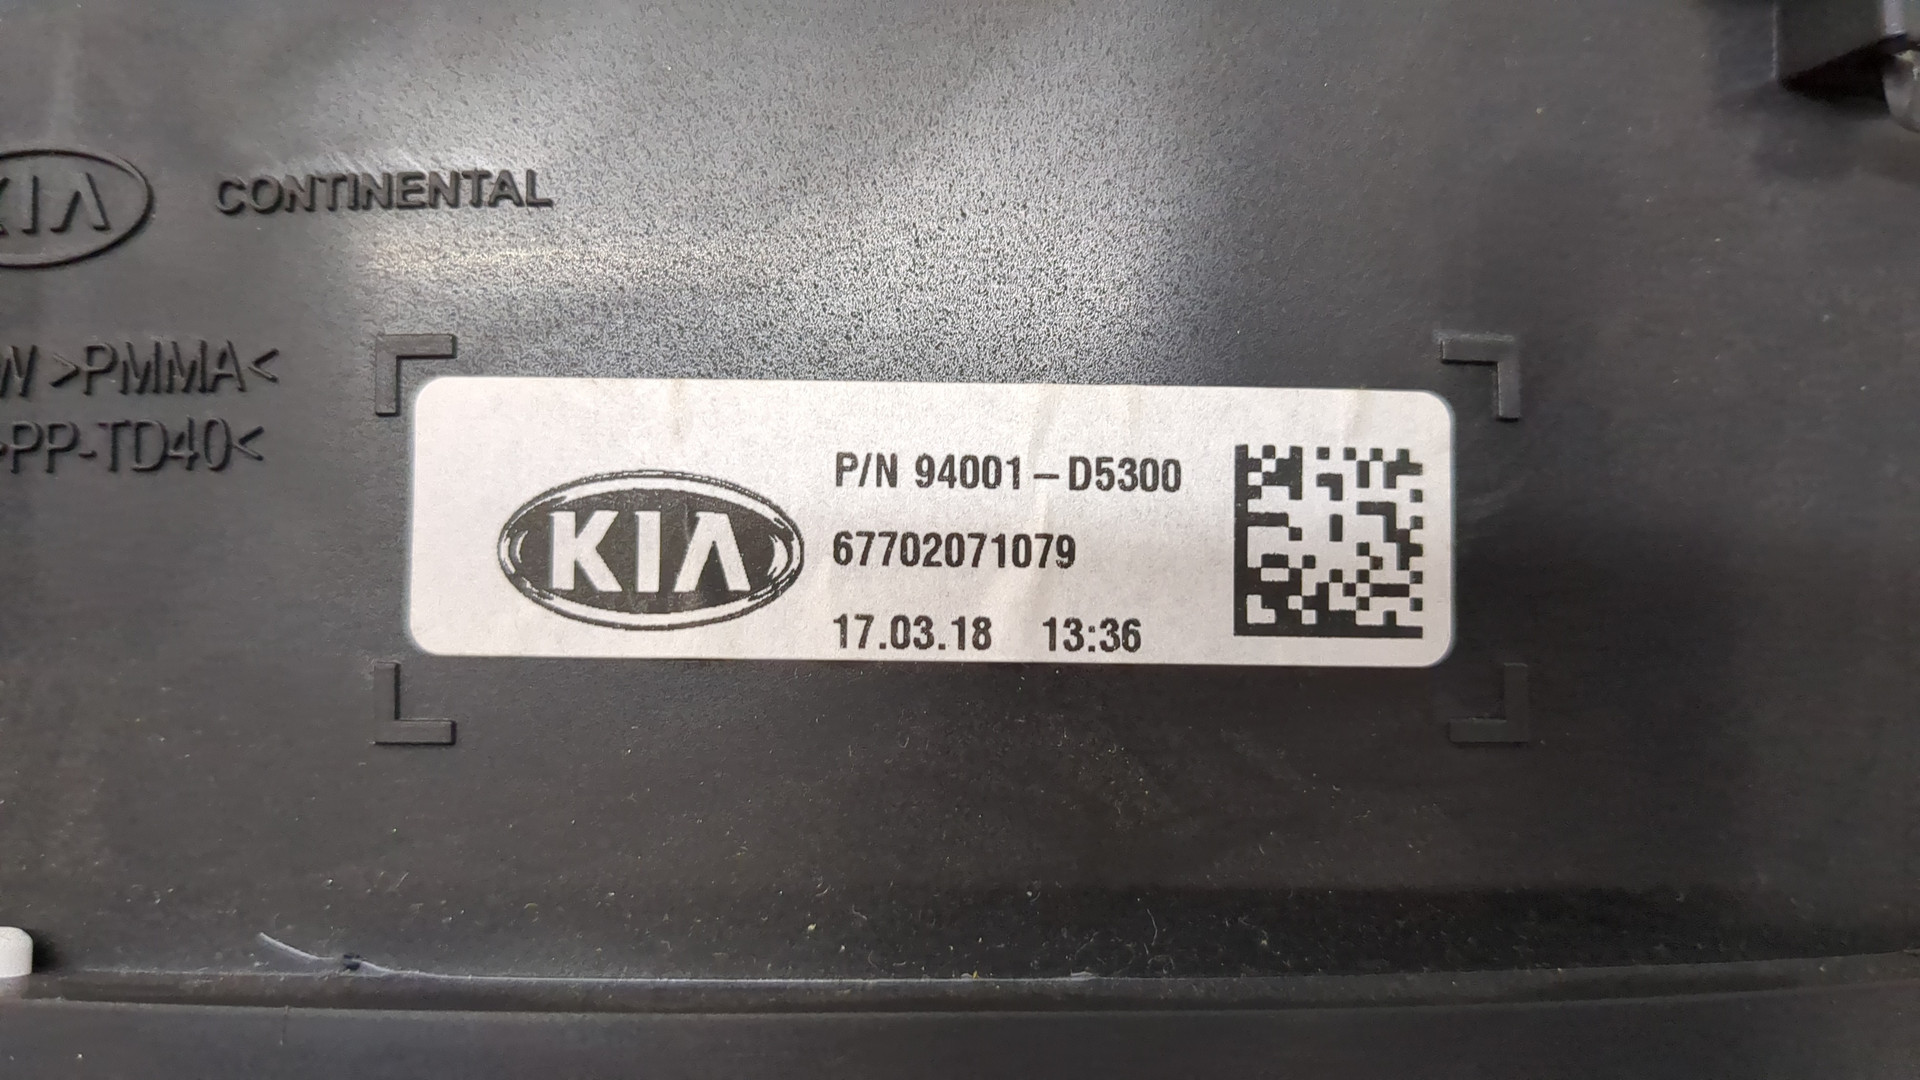 KIA CONTINENTAL
W >PMMA<
>PP-TD40<
KIA
P/N 94001-D5300
67702071079
17.03.18 13:36